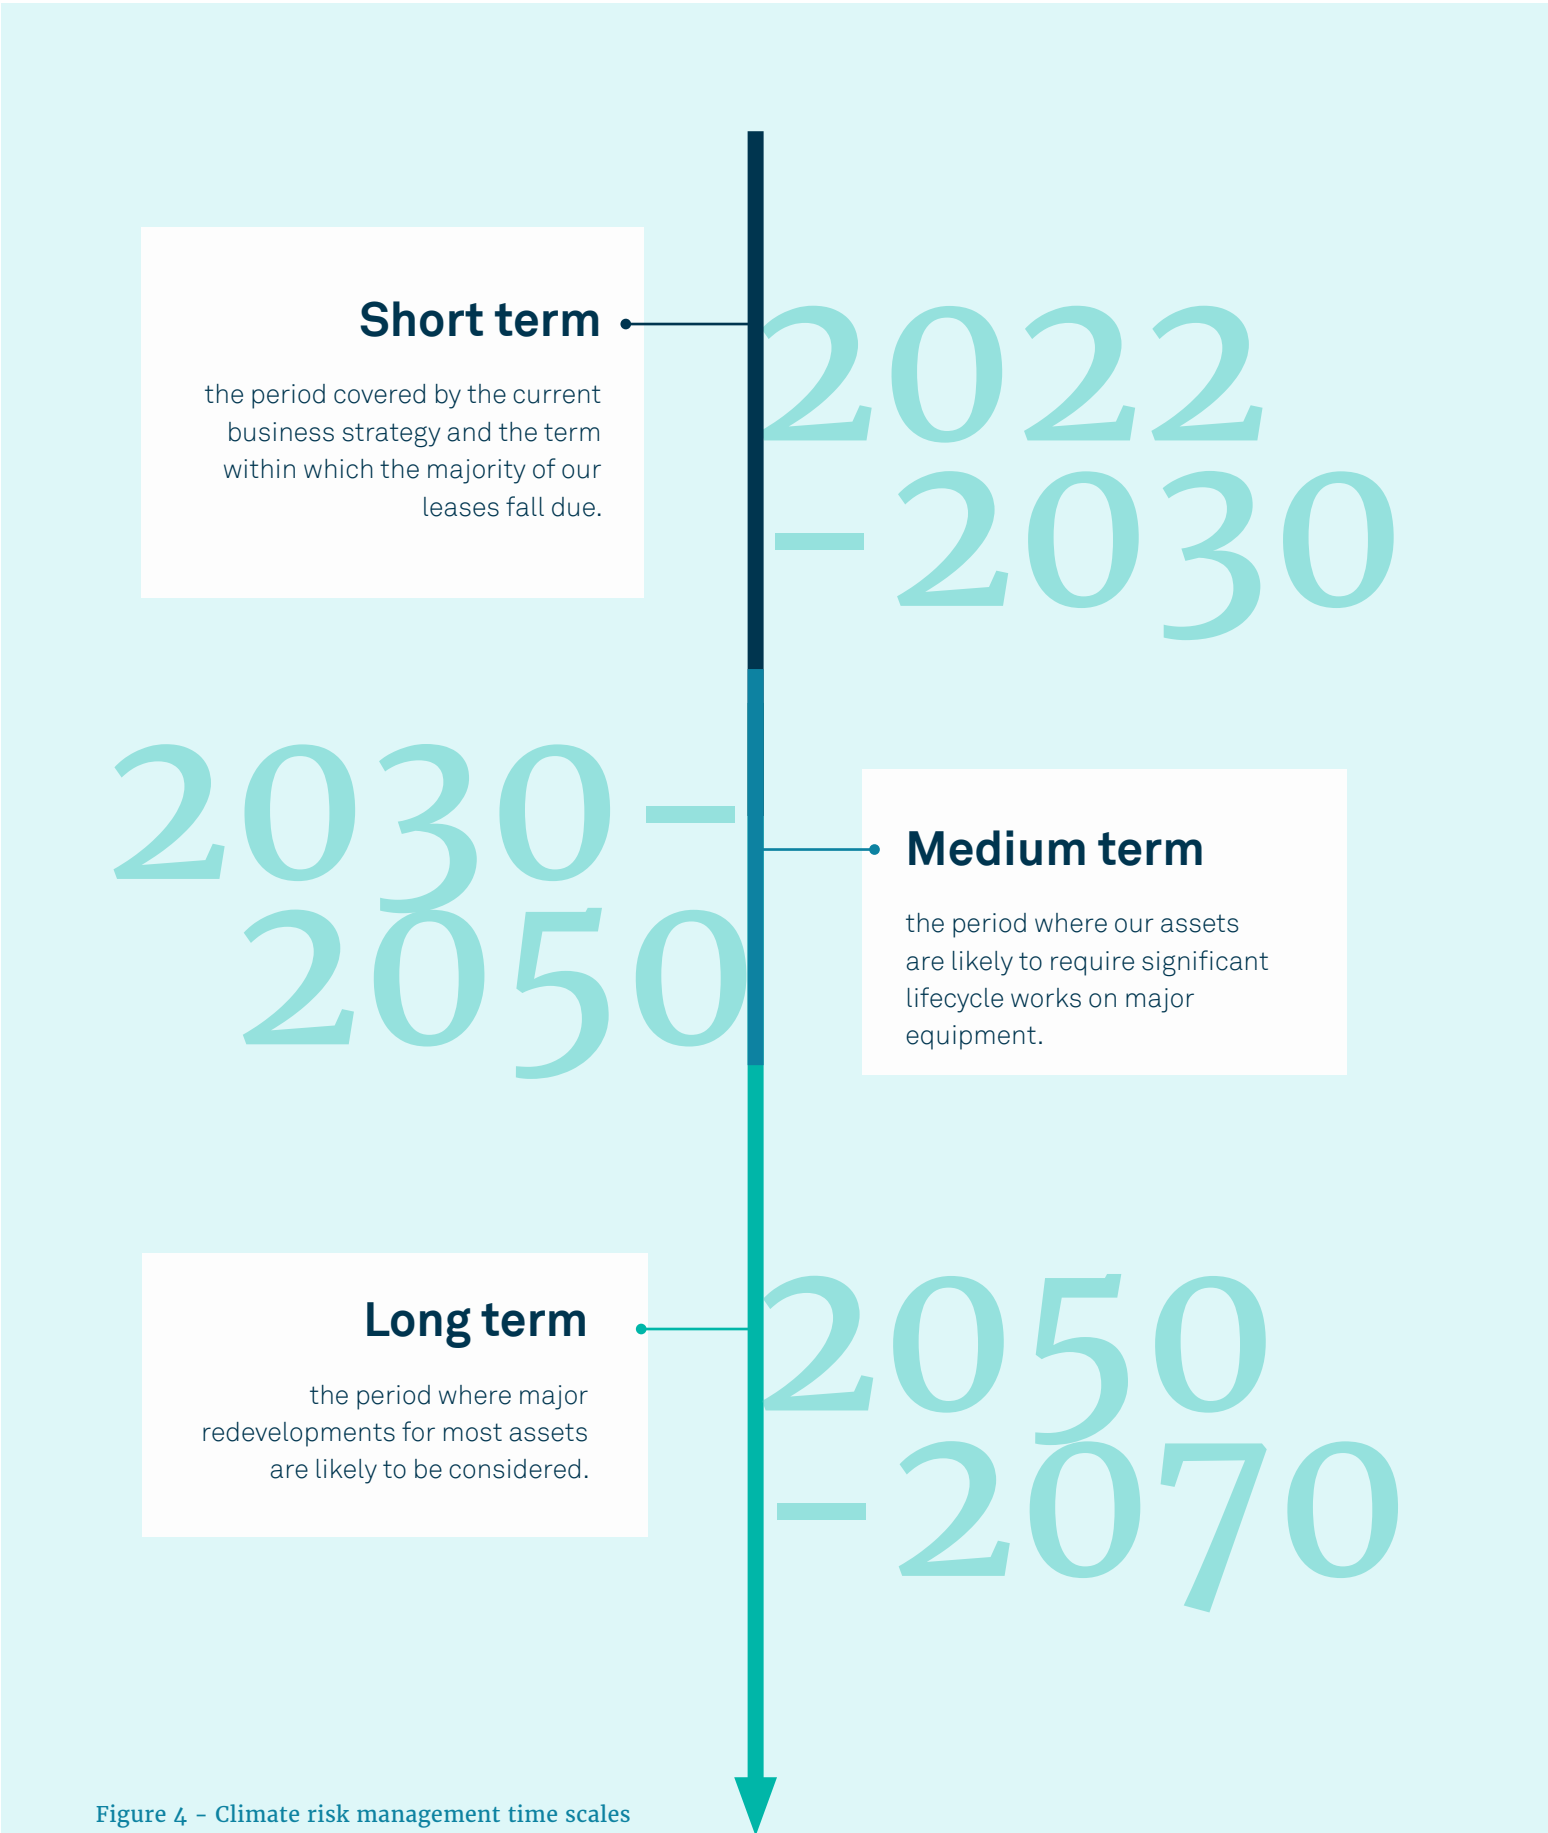 Short term
the period covered by the current
business strategy and the term
within which the majority of our
leases fall due.
2022
–2030
2030–
2050
Medium term
the period where our assets
are likely to require significant
lifecycle works on major
equipment.
Long term
the period where major
redevelopments for most assets
are likely to be considered.
2050
–2070
Figure 4 - Climate risk management time scales